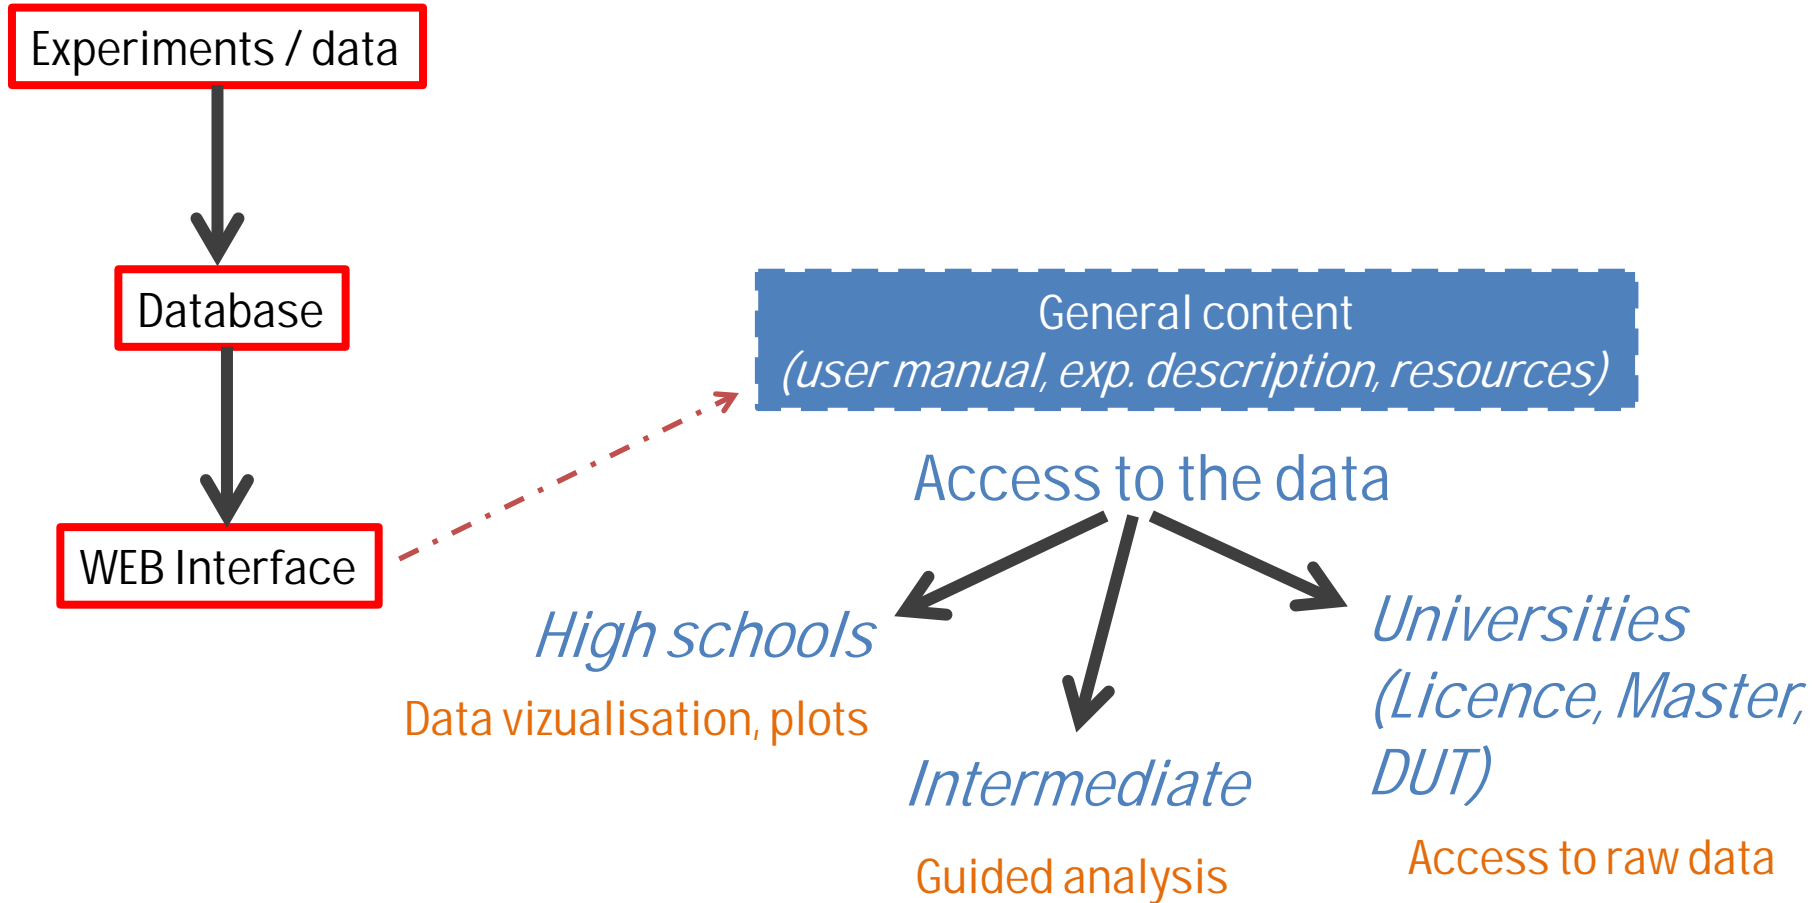 Experiments / data
Database
WEB Interface
General content
(user manual, exp. description, resources)
Access to the data
High schools
Data vizualisation, plots
Intermediate
Guided analysis
Universities
(Licence, Master,
DUT)
Access to raw data